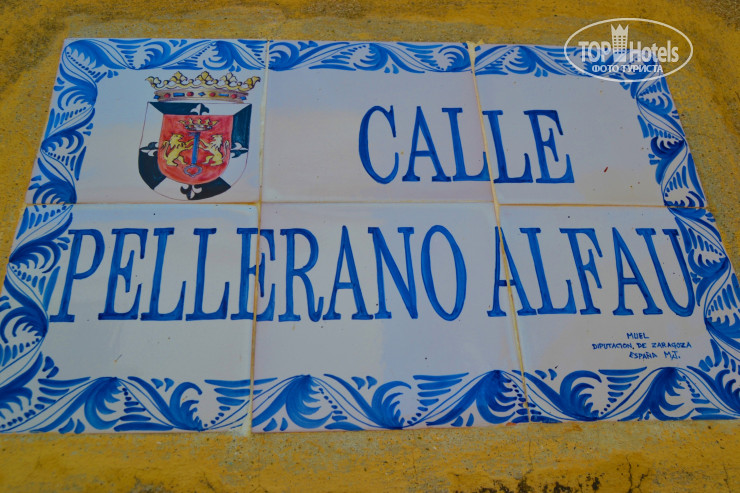 TOP Hotels
ФОТО ТУРИСТА
CALLE
PELLERANO ALFAU
MUEL
DIPUTACION, DE ZARAGOZA
ESPAÑA